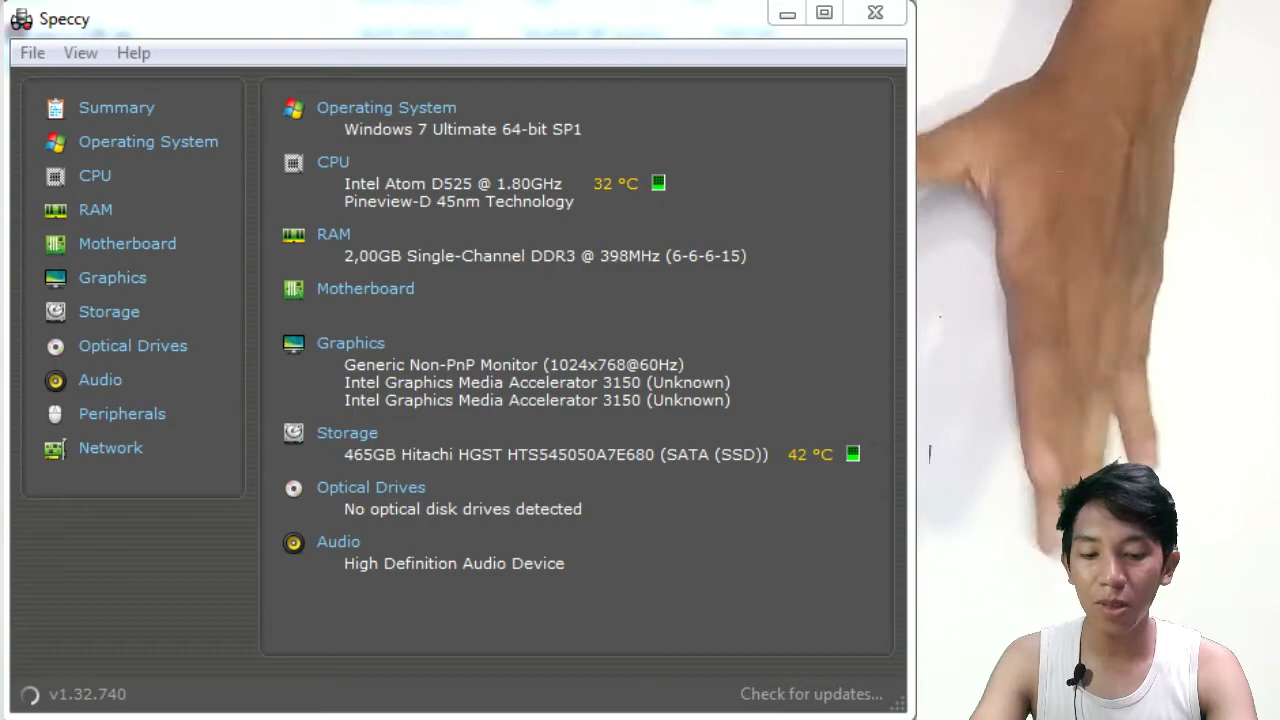 Speccy
File View Help
Summary
Operating System
CPU
RAM
Motherboard
Graphics
Storage
Optical Drives
Audio
Peripherals
Network
Operating System
Windows 7 Ultimate 64-bit SP1
CPU
Intel Atom D525 @ 1.80GHz 32 °C
Pineview-D 45nm Technology
RAM
2,00GB Single-Channel DDR3 @ 398MHz (6-6-6-15)
Motherboard
Graphics
Generic Non-PnP Monitor (1024x768@60Hz)
Intel Graphics Media Accelerator 3150 (Unknown)
Intel Graphics Media Accelerator 3150 (Unknown)
Storage
465GB Hitachi HGST HTS545050A7E680 (SATA (SSD)) 42 °C
Optical Drives
No optical disk drives detected
Audio
High Definition Audio Device
v1.32.740
Check for updates...